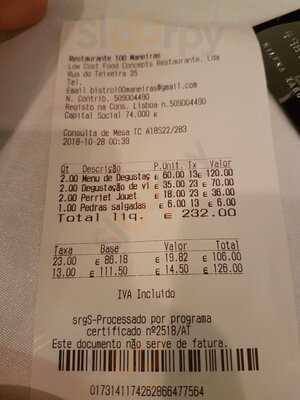 Restaurante 100 Maneiras
Low Cost Food Concepts Restaurante, Lda
Rua do Teixeira 35
Tel.
Email.bistro100maneiras@gmail.com
N. Contrib. 509004490
Registo na Cons. Lisboa n.509004490
Capital Social 74.000 €
Consulta de Mesa TC A18S22/283
2018-10-28 00:39
Qt Descrição P.Unit. Tx Valor
2.00 Menu de Degustaç € 60.00 13 € 120.00
2.00 Degustação de vi € 35.00 23 € 70.00
2.00 Perriet Jouet € 18.00 23 € 36.00
1.00 Pedras salgadas € 6.00 13 € 6.00
Total liq. € 232.00
Taxa Base Valor Total
23.00 € 86.18 € 19.82 € 106.00
13.00 € 111.50 € 14.50 € 126.00
IVA Incluido
srgS-Processado por programa
certificado nº2518/AT
Este documento não serve de fatura.
0173141174262866477564